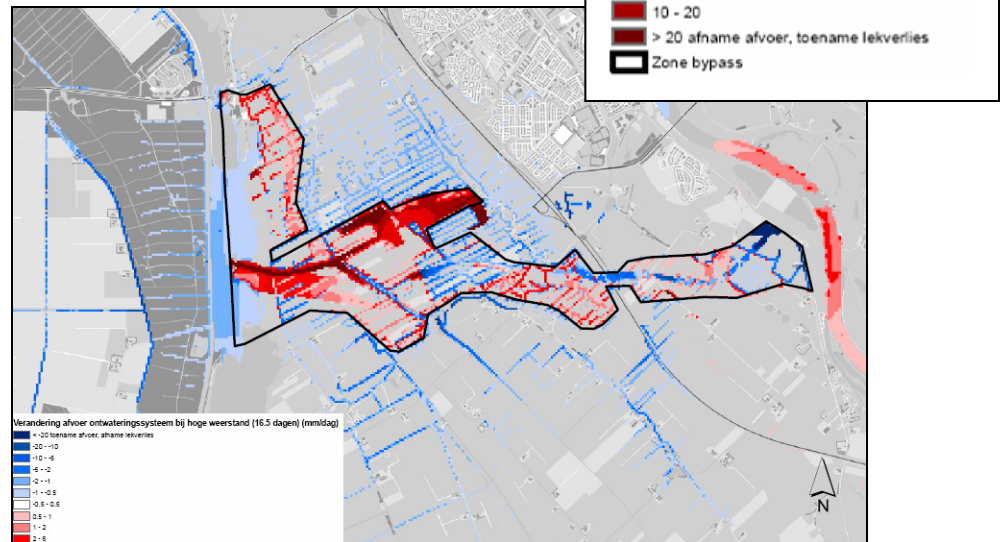 10 - 20
> 20 afname afvoer, toename lekverlies
Zone bypass
N
Verandering afvoer ontwateringssysteem bij hoge weerstand (16.5 dagen) (mm/dag)
< -20 toename afvoer, afname lekverlies
-20 - -10
-10 - -5
-5 - -2
-2 - -1
-1 - -0.5
-0.5 - 0.5
0.5 - 1
1 - 2
2 - 5